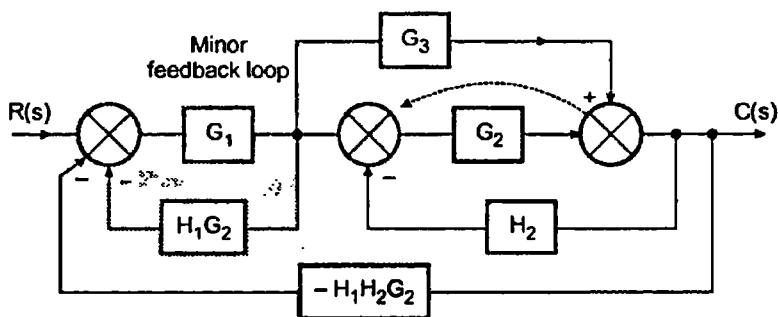 Minor
feedback loop
G₃
R(s)
G₁
G₂
+
C(s)
−
−
−
H₁G₂
H₂
− H₁H₂G₂